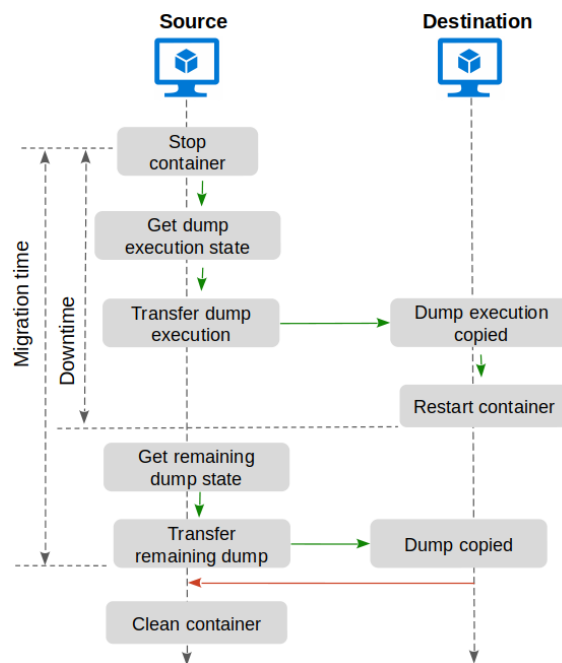 Source
Destination
Stop
container
Get dump
execution state
Transfer dump
execution
Dump execution
copied
Restart container
Migration time
Downtime
Get remaining
dump state
Transfer
remaining dump
Dump copied
Clean container